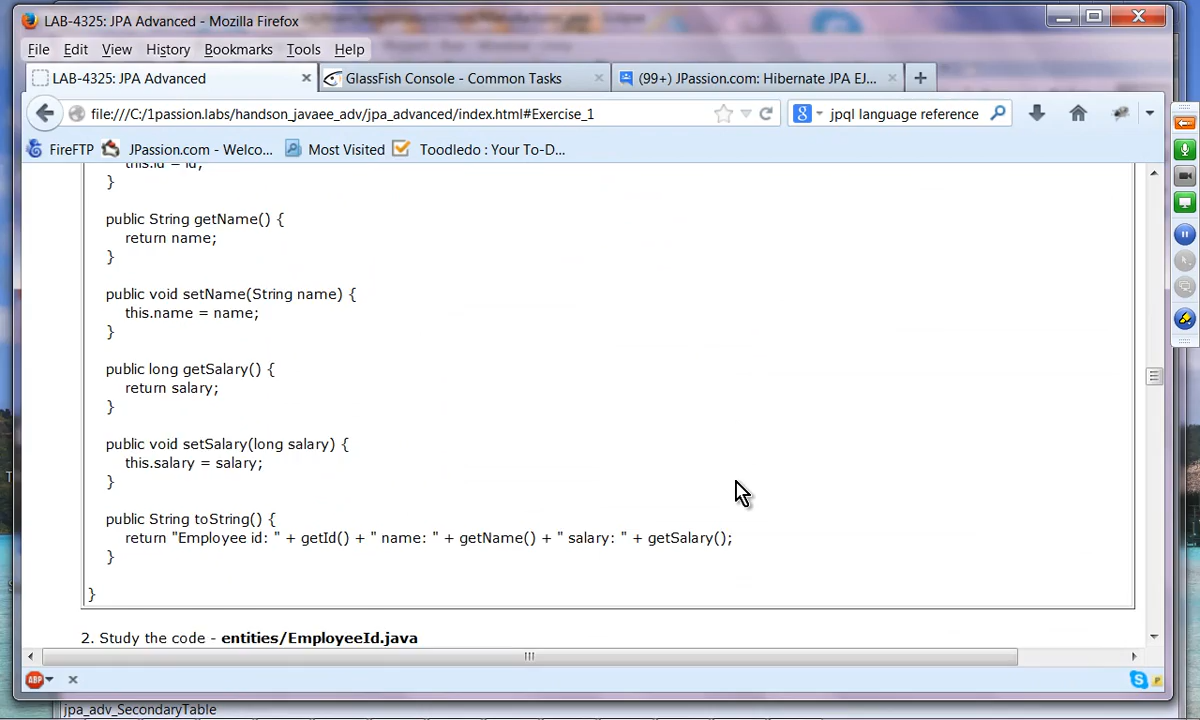 LAB-4325: JPA Advanced - Mozilla Firefox
File Edit View History Bookmarks Tools Help
LAB-4325: JPA Advanced GlassFish Console - Common Tasks (99+) JPassion.com: Hibernate JPA EJ...
file:///C:/1passion.labs/handson_javaee_adv/jpa_advanced/index.html#Exercise_1 jpql language reference
FireFTP JPassion.com - Welco... Most Visited Toodledo : Your To-D...
this.id = id;
}
public String getName() {
return name;
}
public void setName(String name) {
this.name = name;
}
public long getSalary() {
return salary;
}
public void setSalary(long salary) {
this.salary = salary;
}
public String toString() {
return "Employee id: " + getId() + " name: " + getName() + " salary: " + getSalary();
}
}
2. Study the code - entities/EmployeeId.java
ABP
jpa_adv_SecondaryTable